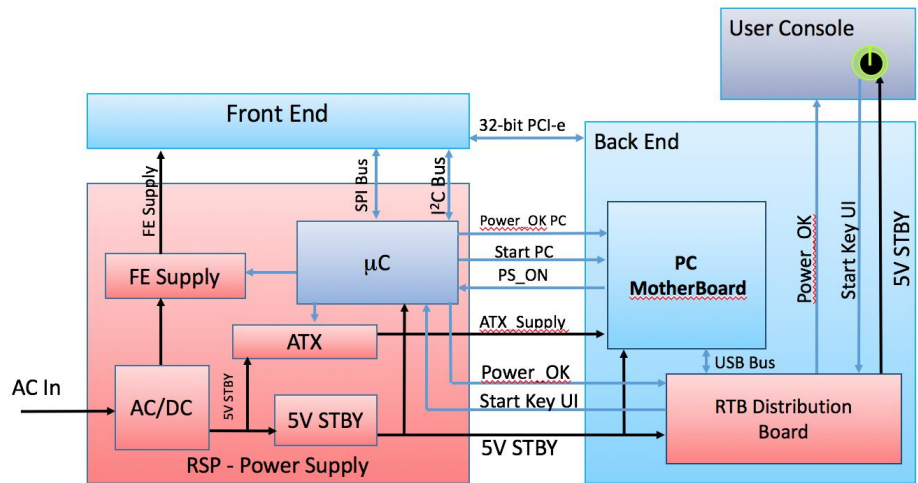 User Console
Front End
32-bit PCI-e
Back End
FE Supply
SPI Bus
I²C Bus
Power_OK PC
Start PC
PS_ON
µC
PC
MotherBoard
Power_OK
Start Key UI
5V STBY
FE Supply
ATX_Supply
ATX
USB Bus
AC In
AC/DC
5V STBY
5V STBY
Power_OK
Start Key UI
5V STBY
RTB Distribution
Board
RSP - Power Supply